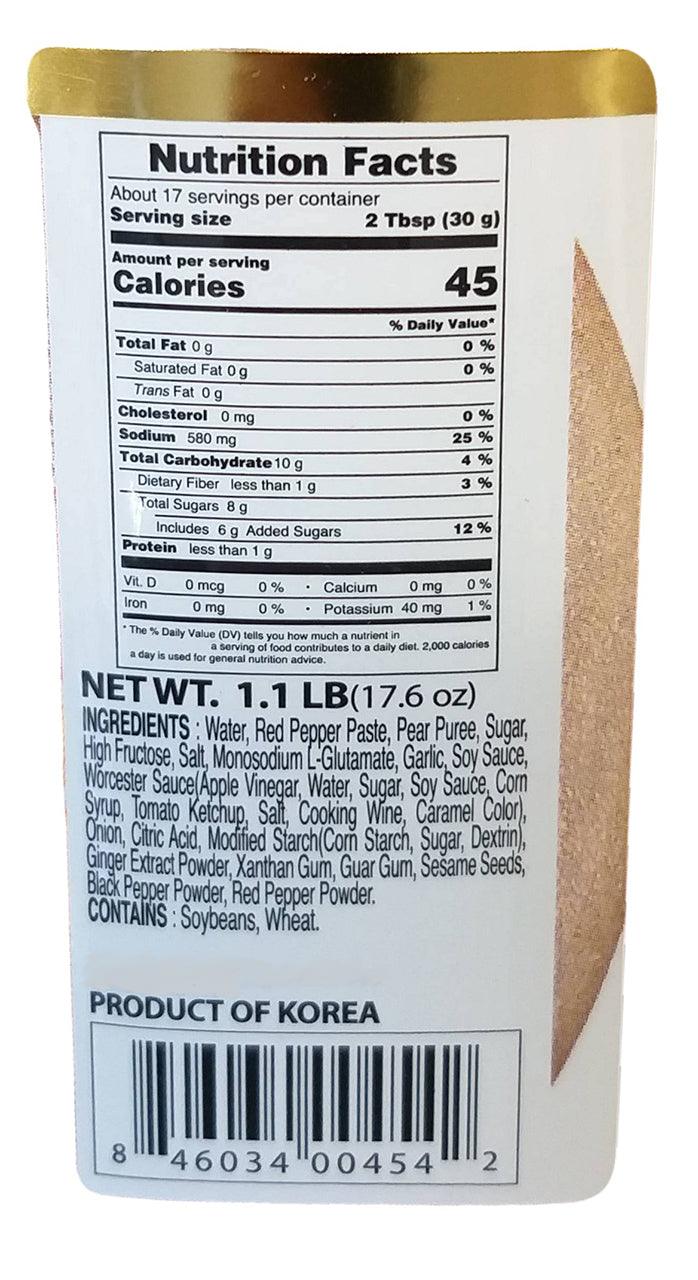 Nutrition Facts
About 17 servings per container
Serving size 2 Tbsp (30 g)
Amount per serving
Calories 45
% Daily Value*
Total Fat 0 g 0 %
Saturated Fat 0 g 0 %
Trans Fat 0 g
Cholesterol 0 mg 0 %
Sodium 580 mg 25 %
Total Carbohydrate 10 g 4 %
Dietary Fiber less than 1 g 3 %
Total Sugars 8 g
Includes 6 g Added Sugars 12 %
Protein less than 1 g
Vit. D 0 mcg 0 % • Calcium 0 mg 0 %
Iron 0 mg 0 % • Potassium 40 mg 1 %
* The % Daily Value (DV) tells you how much a nutrient in
a serving of food contributes to a daily diet. 2,000 calories
a day is used for general nutrition advice.
NET WT. 1.1 LB(17.6 oz)
INGREDIENTS : Water, Red Pepper Paste, Pear Puree, Sugar,
High Fructose, Salt, Monosodium L-Glutamate, Garlic, Soy Sauce,
Worcester Sauce(Apple Vinegar, Water, Sugar, Soy Sauce, Corn
Syrup, Tomato Ketchup, Salt, Cooking Wine, Caramel Color),
Onion, Citric Acid, Modified Starch(Corn Starch, Sugar, Dextrin),
Ginger Extract Powder, Xanthan Gum, Guar Gum, Sesame Seeds,
Black Pepper Powder, Red Pepper Powder.
CONTAINS : Soybeans, Wheat.
PRODUCT OF KOREA
8 46034 00454 2